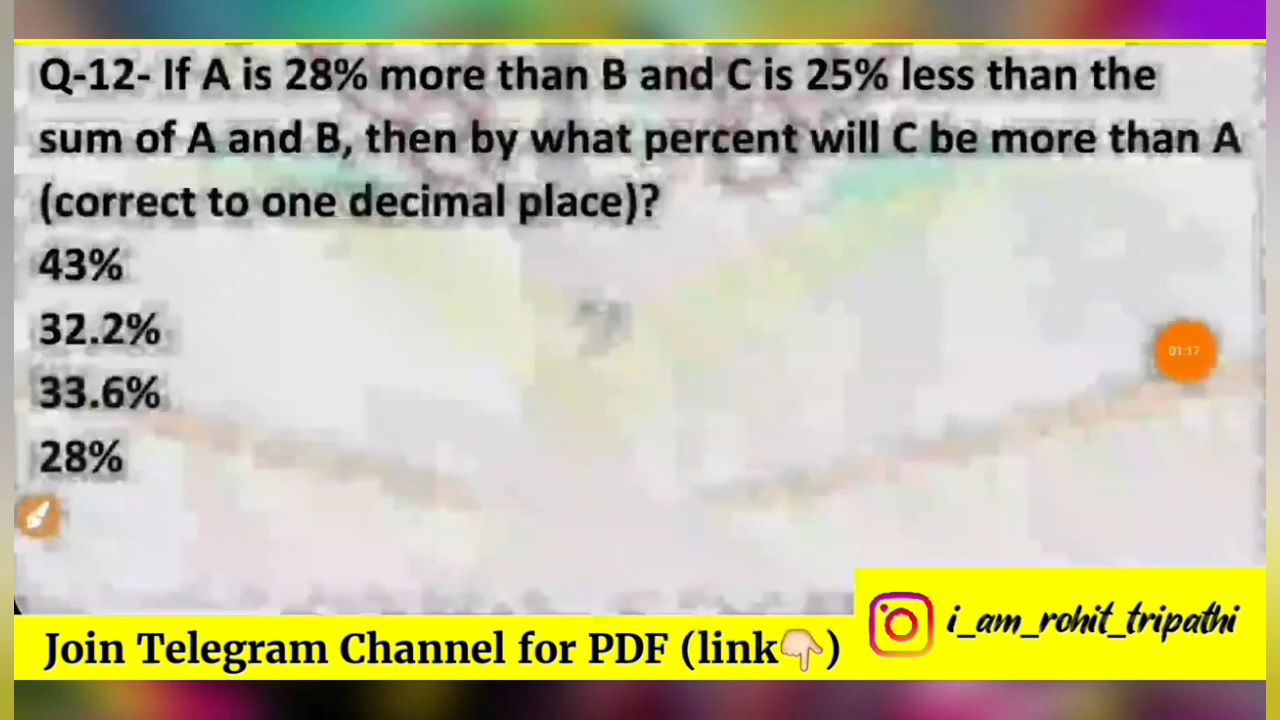 Q-12- If A is 28% more than B and C is 25% less than the
sum of A and B, then by what percent will C be more than A
(correct to one decimal place)?
43%
32.2%
33.6%
28%
01:17
Join Telegram Channel for PDF (link👇🏻)
i_am_rohit_tripathi